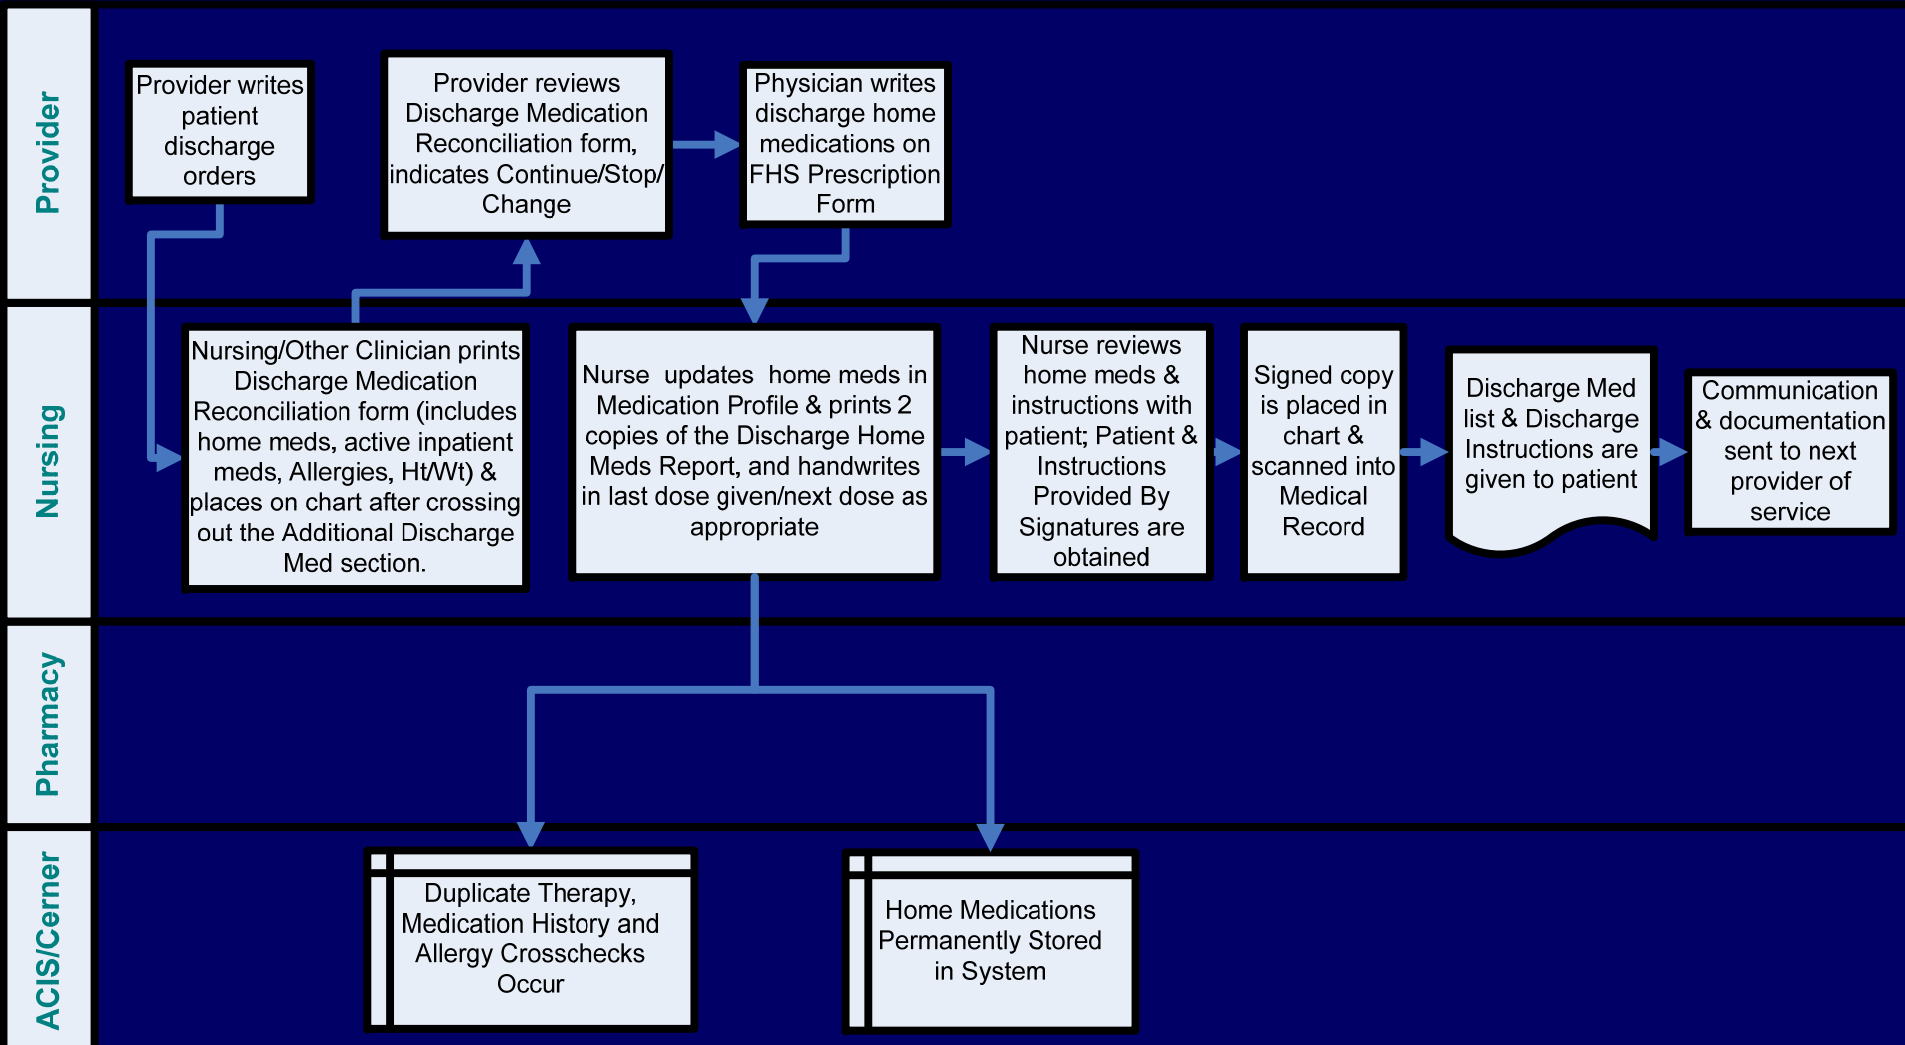 Provider
Provider writes
patient
discharge
orders
Provider reviews
Discharge Medication
Reconciliation form,
indicates Continue/Stop/
Change
Physician writes
discharge home
medications on
FHS Prescription
Form
Nursing
Nursing/Other Clinician prints
Discharge Medication
Reconciliation form (includes
home meds, active inpatient
meds, Allergies, Ht/Wt) &
places on chart after crossing
out the Additional Discharge
Med section.
Nurse updates home meds in
Medication Profile & prints 2
copies of the Discharge Home
Meds Report, and handwrites
in last dose given/next dose as
appropriate
Nurse reviews
home meds &
instructions with
patient; Patient &
Instructions
Provided By
Signatures are
obtained
Signed copy
is placed in
chart &
scanned into
Medical
Record
Discharge Med
list & Discharge
Instructions are
given to patient
Communication
& documentation
sent to next
provider of
service
Pharmacy
ACIS/Cerner
Duplicate Therapy,
Medication History and
Allergy Crosschecks
Occur
Home Medications
Permanently Stored
in System